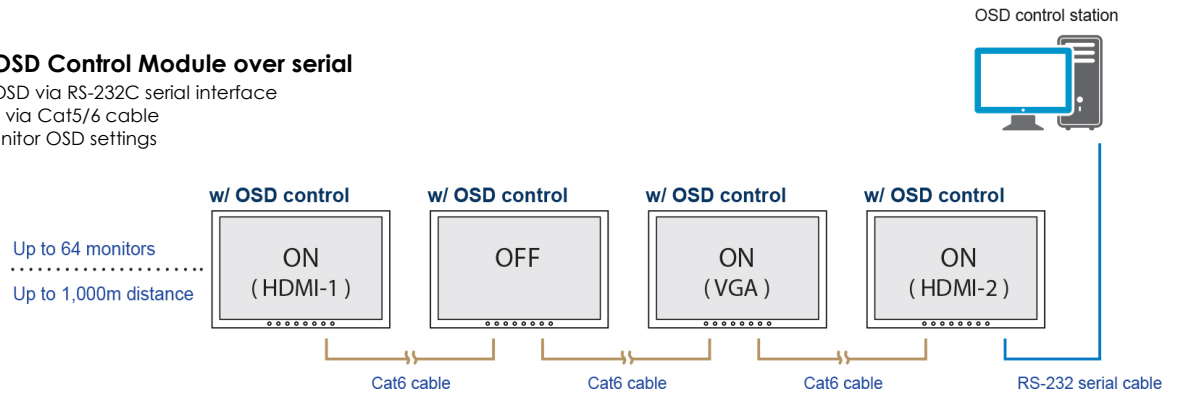 OSD control station
OSD Control Module over serial
OSD via RS-232C serial interface
via Cat5/6 cable
nitor OSD settings
w/ OSD control
w/ OSD control
w/ OSD control
w/ OSD control
Up to 64 monitors
Up to 1,000m distance
ON
( HDMI-1 )
OFF
ON
( VGA )
ON
( HDMI-2 )
Cat6 cable
Cat6 cable
Cat6 cable
RS-232 serial cable